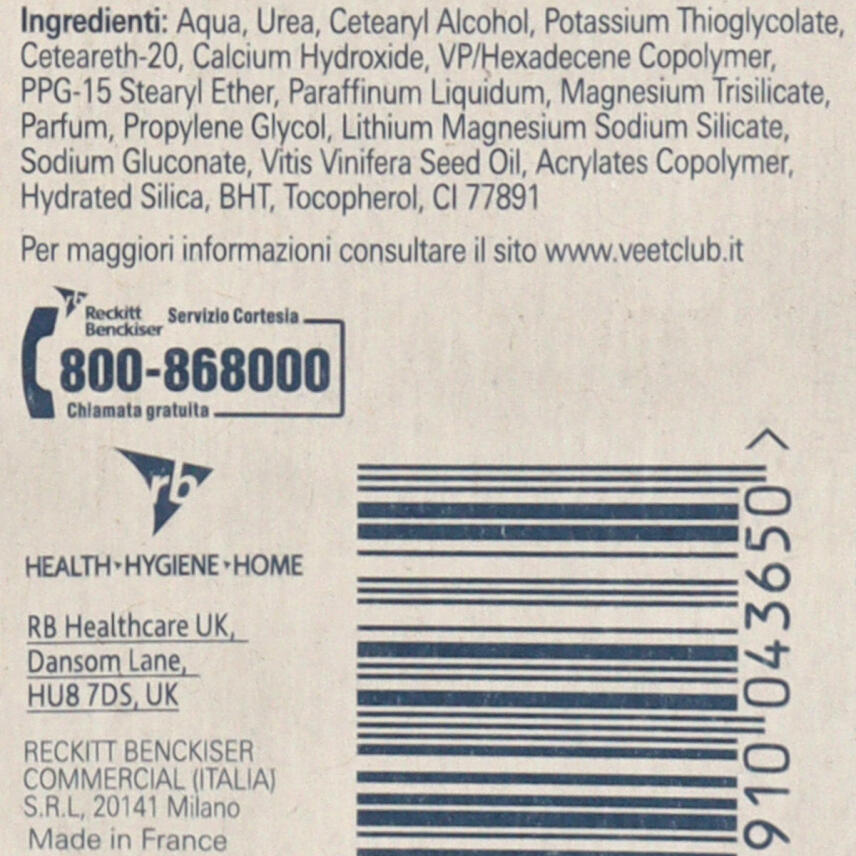 Ingredienti: Aqua, Urea, Cetearyl Alcohol, Potassium Thioglycolate,
Ceteareth-20, Calcium Hydroxide, VP/Hexadecene Copolymer,
PPG-15 Stearyl Ether, Paraffinum Liquidum, Magnesium Trisilicate,
Parfum, Propylene Glycol, Lithium Magnesium Sodium Silicate,
Sodium Gluconate, Vitis Vinifera Seed Oil, Acrylates Copolymer,
Hydrated Silica, BHT, Tocopherol, CI 77891
Per maggiori informazioni consultare il sito www.veetclub.it
rb
Reckitt
Benckiser
Servizio Cortesia
800-868000
Chiamata gratuita
rb
HEALTH·HYGIENE·HOME
RB Healthcare UK,
Dansom Lane,
HU8 7DS, UK
RECKITT BENCKISER
COMMERCIAL (ITALIA)
S.R.L, 20141 Milano
Made in France
910 043650 >